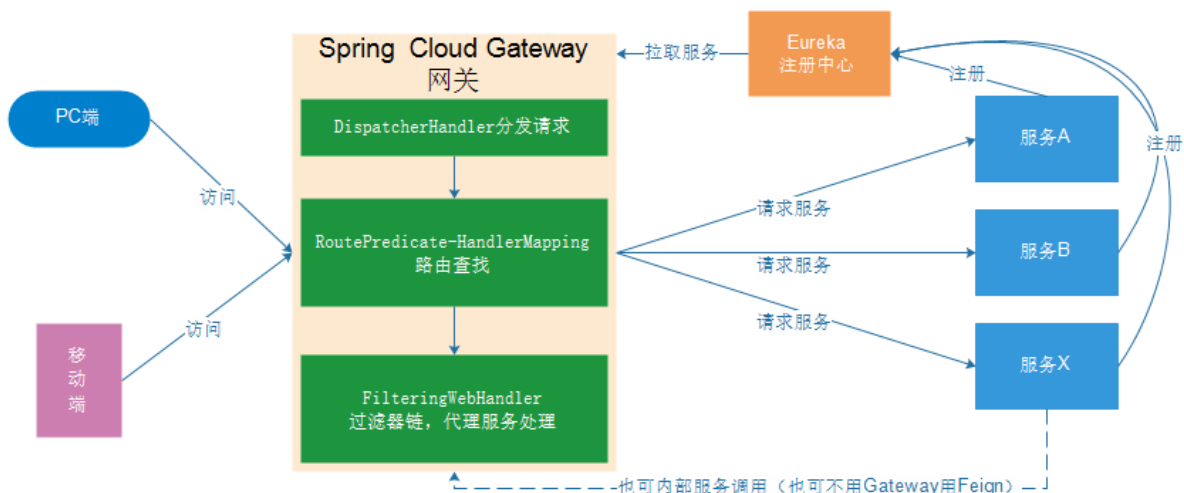 Spring Cloud Gateway
网关
DispatcherHandler分发请求
RoutePredicate-HandlerMapping
路由查找
FilteringWebHandler
过滤器链，代理服务处理
PC端
访问
移
动
端
访问
拉取服务
Eureka
注册中心
注册
注册
服务A
请求服务
服务B
请求服务
服务X
请求服务
也可内部服务调用（也可不用Gateway用Feign）